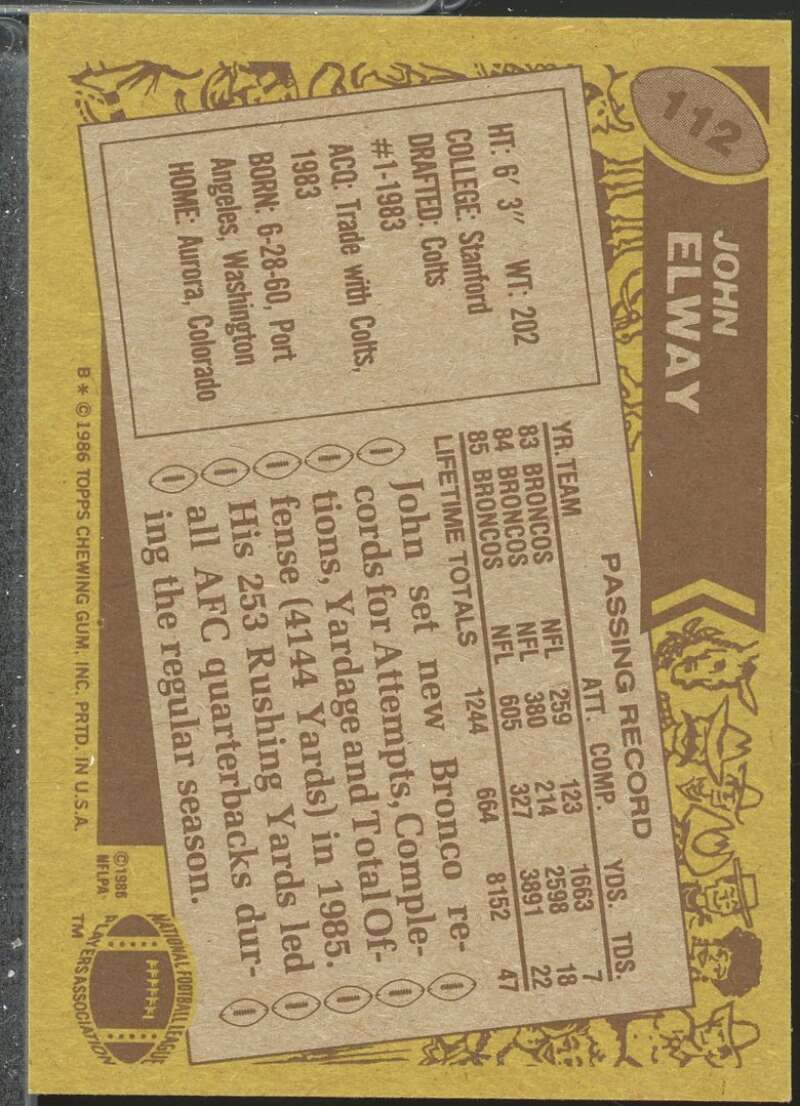 112
JOHN
ELWAY
HT: 6' 3" WT: 202
COLLEGE: Stanford
DRAFTED: Colts
#1-1983
ACQ: Trade with Colts,
1983
BORN: 6-28-60, Port
Angeles, Washington
HOME: Aurora, Colorado
PASSING RECORD
YR. TEAM ATT. COMP. YDS. TDS.
83 BRONCOS NFL 259 123 1663 7
84 BRONCOS NFL 380 214 2598 18
85 BRONCOS NFL 605 327 3891 22
LIFETIME TOTALS 1244 664 8152 47
John set new Bronco re-
cords for Attempts, Comple-
tions, Yardage and Total Of-
fense (4144 Yards) in 1985.
His 253 Rushing Yards led
all AFC quarterbacks dur-
ing the regular season.
B * © 1986 TOPPS CHEWING GUM, INC. PRTD. IN U.S.A.
© 1986
NFLPA
NATIONAL FOOTBALL LEAGUE
PLAYERS ASSOCIATION
TM